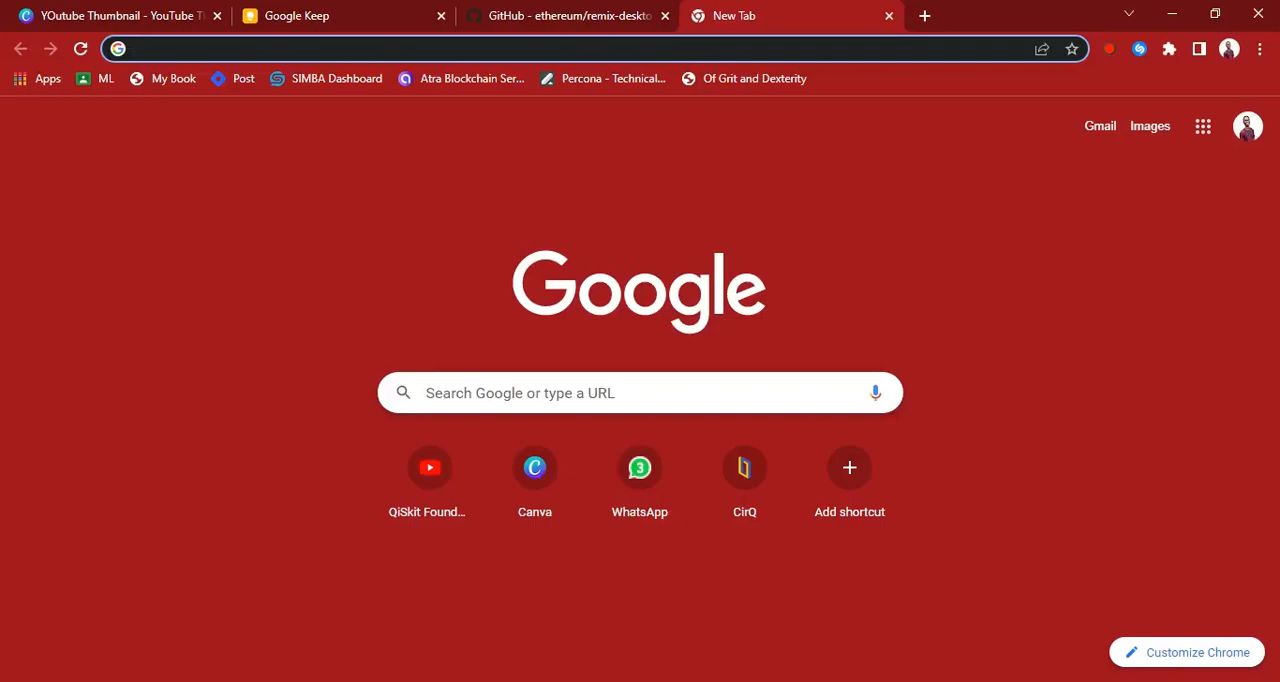 YOutube Thumbnail - YouTube T
Google Keep
GitHub - ethereum/remix-deskto
New Tab
Apps
ML
My Book
Post
SIMBA Dashboard
Atra Blockchain Ser...
Percona - Technical...
Of Grit and Dexterity
Gmail
Images
Google
Search Google or type a URL
3
QiSkit Found...
Canva
WhatsApp
CirQ
Add shortcut
Customize Chrome